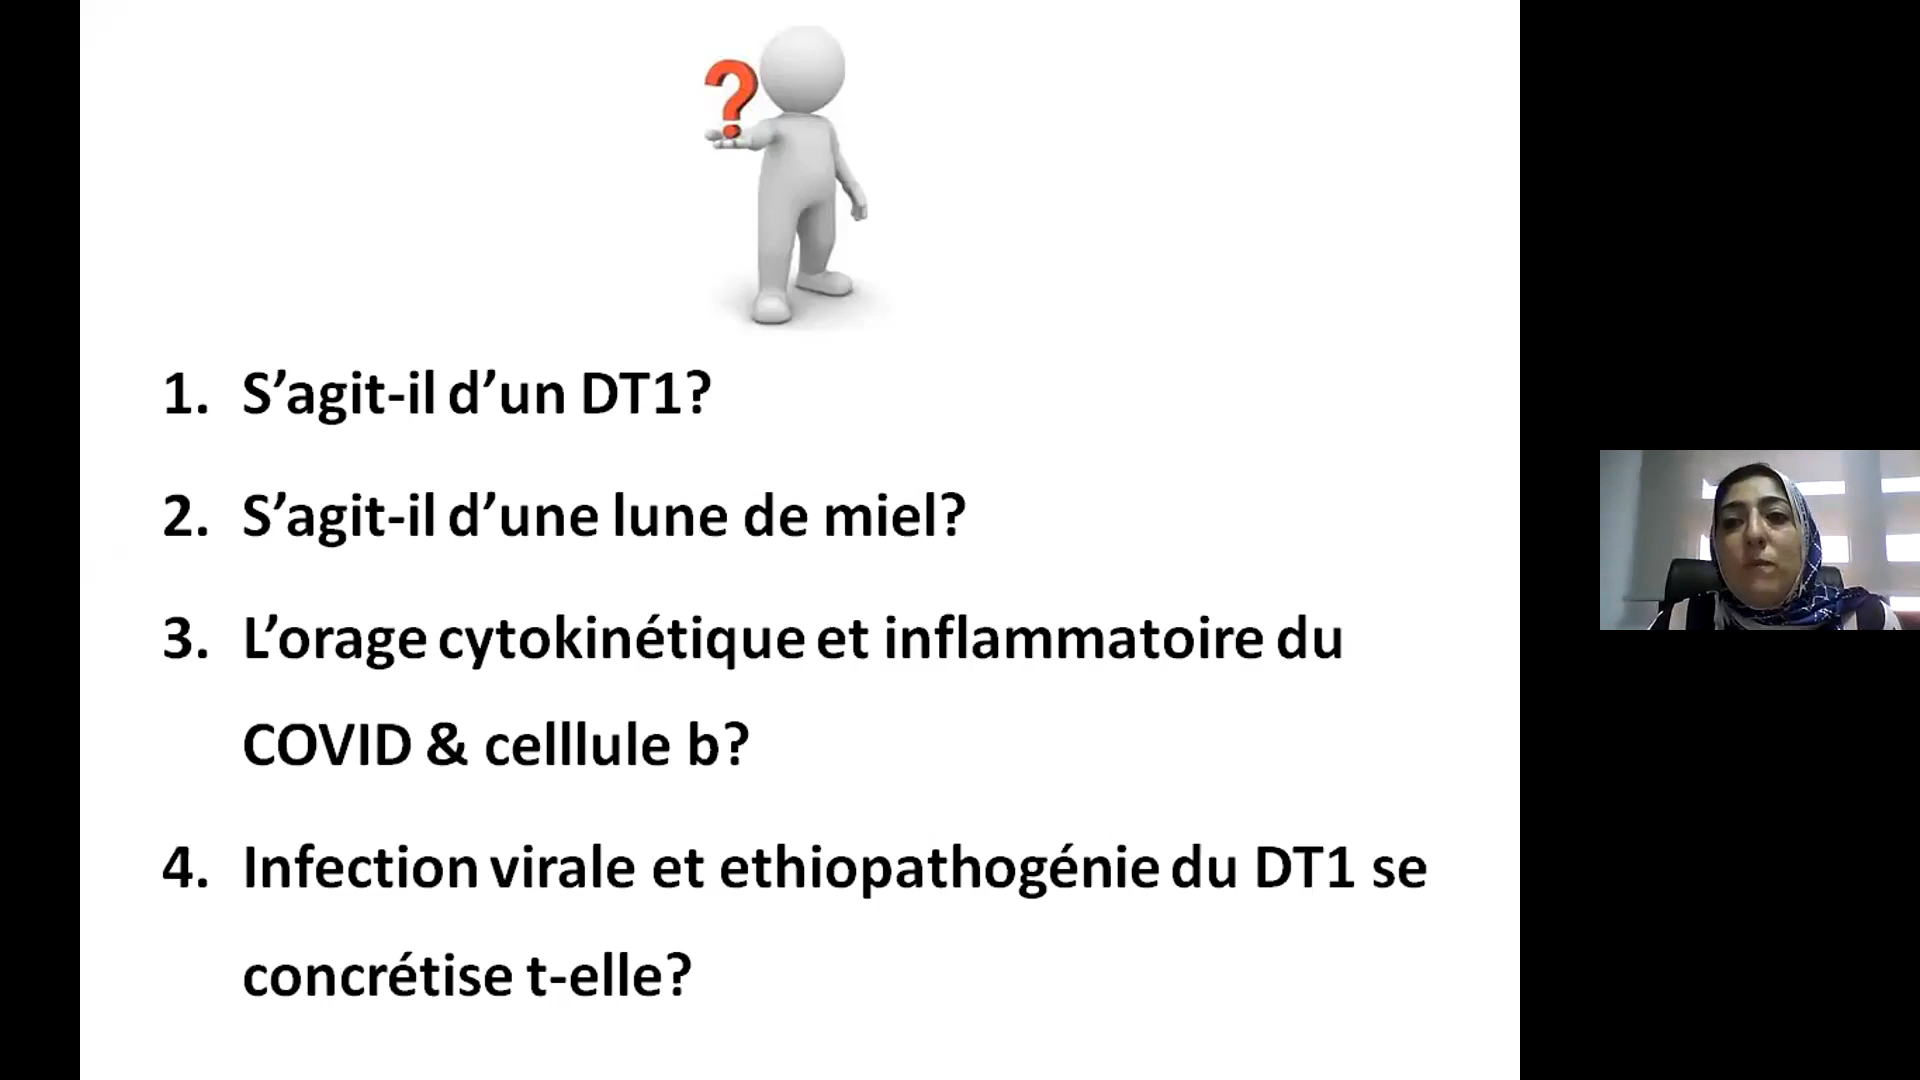 ?
1. S’agit-il d’un DT1?
2. S’agit-il d’une lune de miel?
3. L’orage cytokinétique et inflammatoire du
COVID & celllule b?
4. Infection virale et ethiopathogénie du DT1 se
concrétise t-elle?